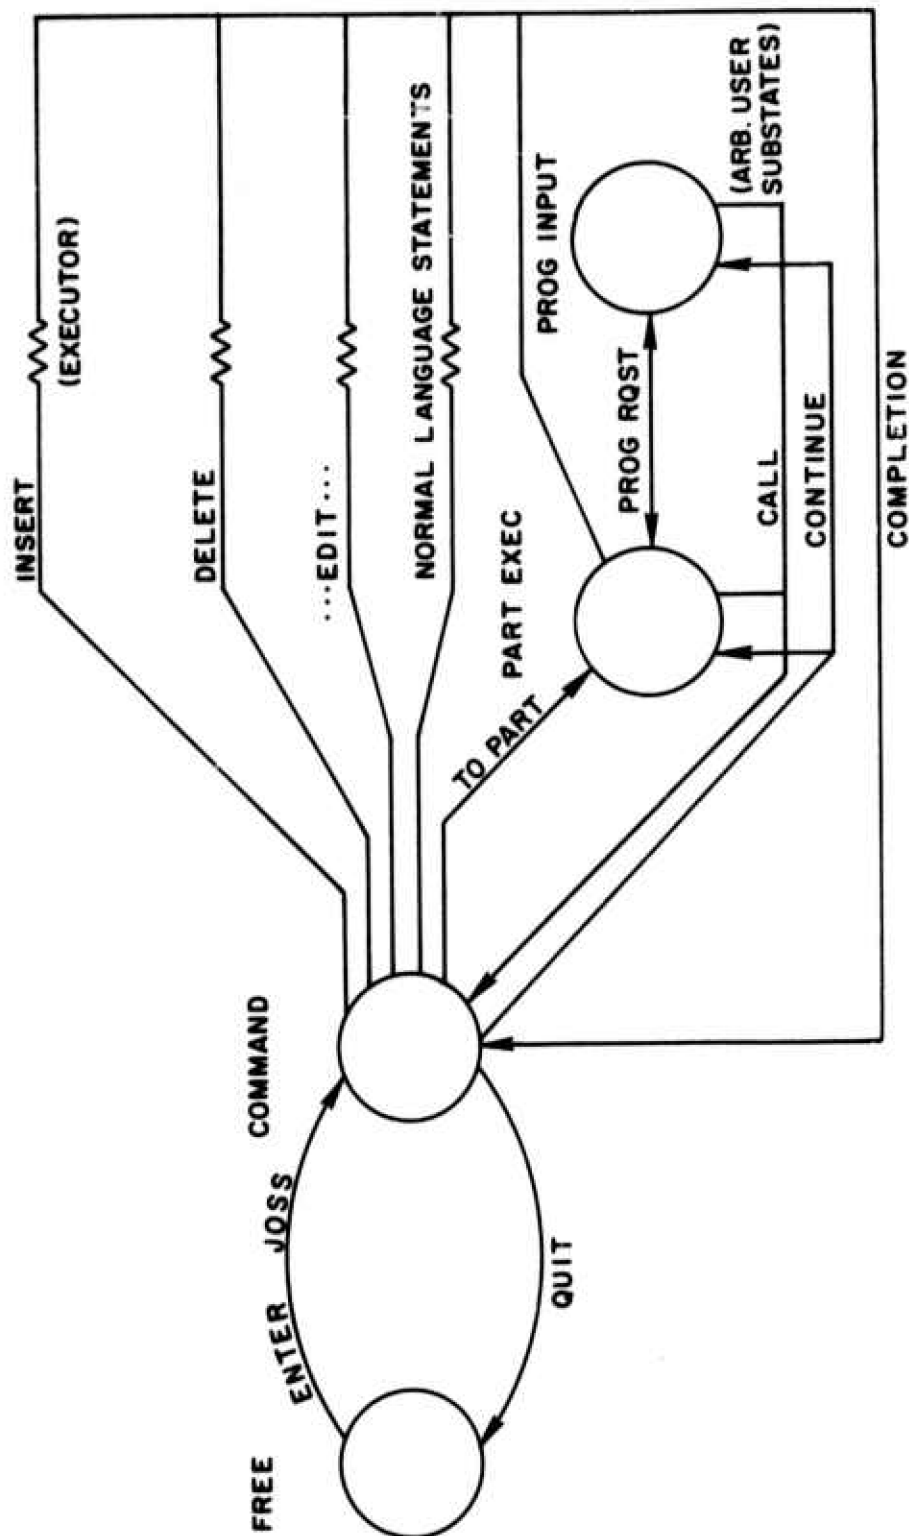 FREE
ENTER JOSS
QUIT
COMMAND
INSERT
(EXECUTOR)
DELETE
...EDIT...
NORMAL LANGUAGE STATEMENTS
TO PART
PART EXEC
PROG RQST
PROG INPUT
(ARB. USER
SUBSTATES)
CALL
CONTINUE
COMPLETION